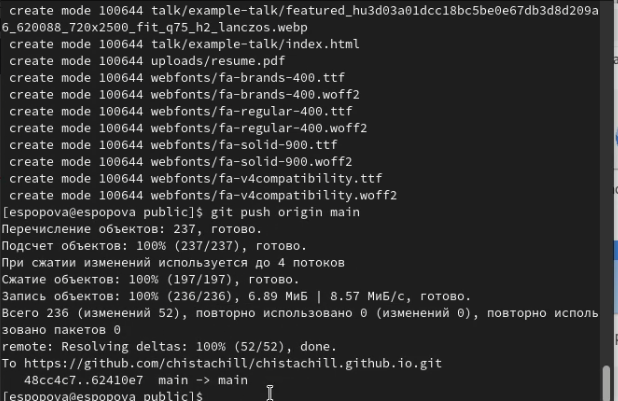 create mode 100644 talk/example-talk/featured_hu3d03a01dcc18bc5be0e67db3d8d209a
6_620088_720x2500_fit_q75_h2_lanczos.webp
create mode 100644 talk/example-talk/index.html
create mode 100644 uploads/resume.pdf
create mode 100644 webfonts/fa-brands-400.ttf
create mode 100644 webfonts/fa-brands-400.woff2
create mode 100644 webfonts/fa-regular-400.ttf
create mode 100644 webfonts/fa-regular-400.woff2
create mode 100644 webfonts/fa-solid-900.ttf
create mode 100644 webfonts/fa-solid-900.woff2
create mode 100644 webfonts/fa-v4compatibility.ttf
create mode 100644 webfonts/fa-v4compatibility.woff2
[espopova@espopova public]$ git push origin main
Перечисление объектов: 237, готово.
Подсчет объектов: 100% (237/237), готово.
При сжатии изменений используется до 4 потоков
Сжатие объектов: 100% (197/197), готово.
Запись объектов: 100% (236/236), 6.89 МиБ | 8.57 МиБ/с, готово.
Всего 236 (изменений 52), повторно использовано 0 (изменений 0), повторно исполь
зовано пакетов 0
remote: Resolving deltas: 100% (52/52), done.
To https://github.com/chistachill/chistachill.github.io.git
48cc4c7..62410e7  main -> main
[espopova@espopova public]$